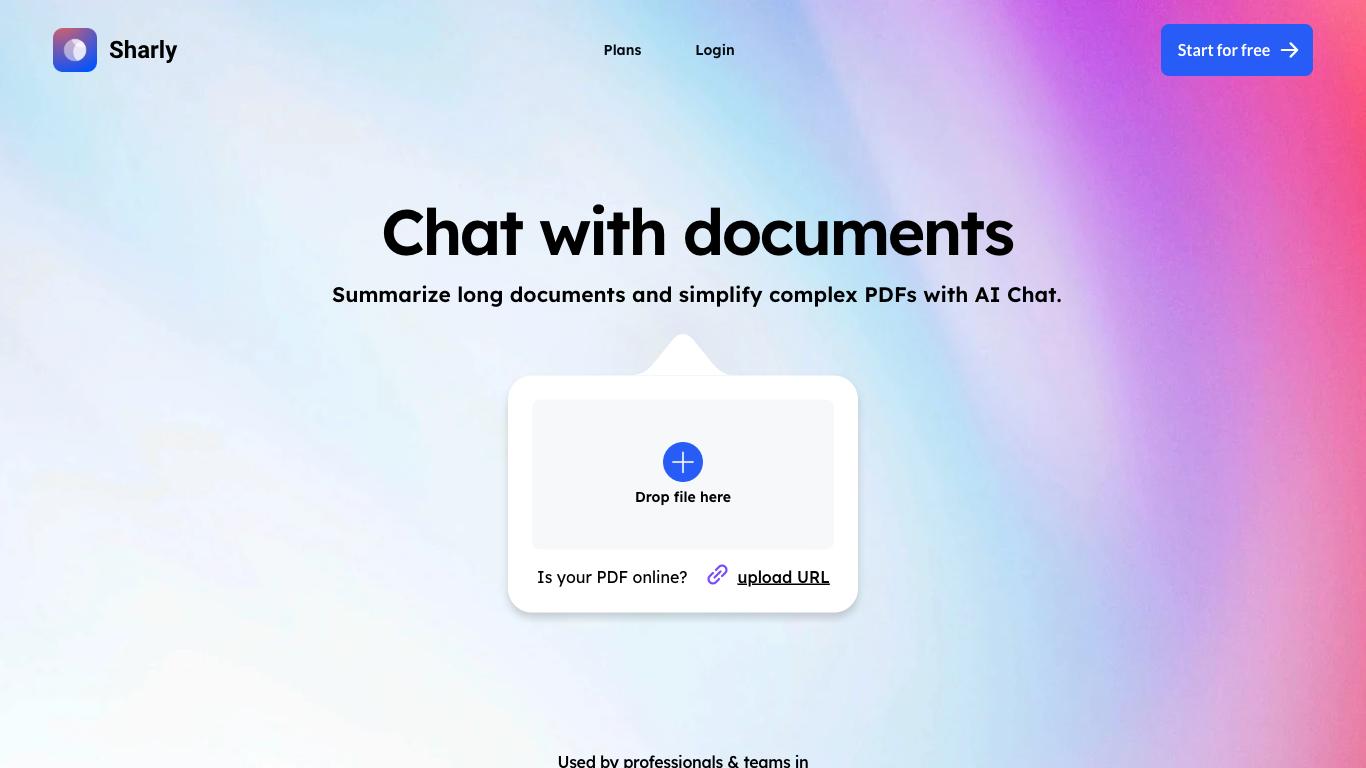 Sharly
Plans
Login
Start for free
Chat with documents
Summarize long documents and simplify complex PDFs with AI Chat.
Drop file here
Is your PDF online?
upload URL
Used by professionals & teams in